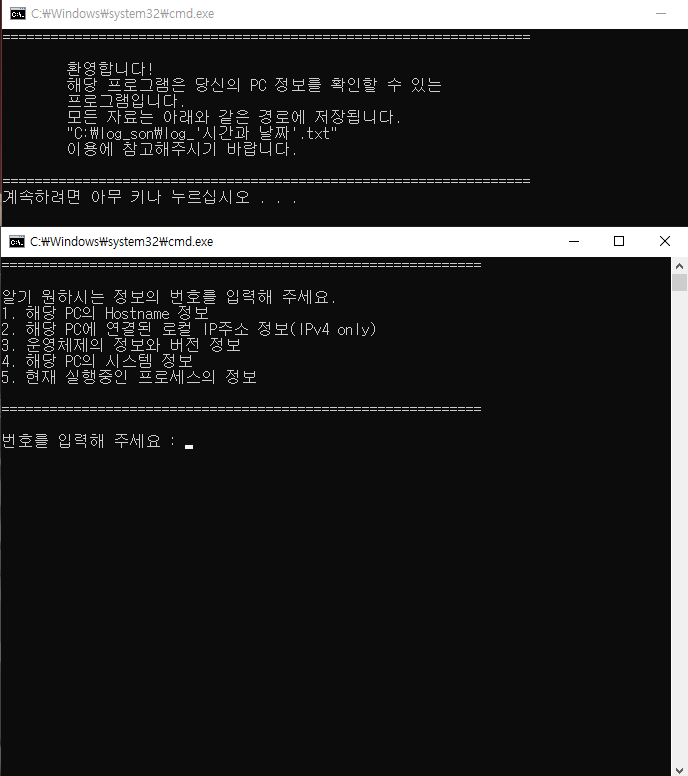 C:\Windows\system32\cmd.exe
==================================================================
환영합니다!
해당 프로그램은 당신의 PC 정보를 확인할 수 있는
프로그램입니다.
모든 자료는 아래와 같은 경로에 저장됩니다.
"C:\log_son\log_'시간과 날짜'.txt"
이용에 참고해주시기 바랍니다.
==================================================================
계속하려면 아무 키나 누르십시오 . . .
C:\Windows\system32\cmd.exe
============================================================
알기 원하시는 정보의 번호를 입력해 주세요.
1. 해당 PC의 Hostname 정보
2. 해당 PC에 연결된 로컬 IP주소 정보(IPv4 only)
3. 운영체제의 정보와 버전 정보
4. 해당 PC의 시스템 정보
5. 현재 실행중인 프로세스의 정보
============================================================
번호를 입력해 주세요 :